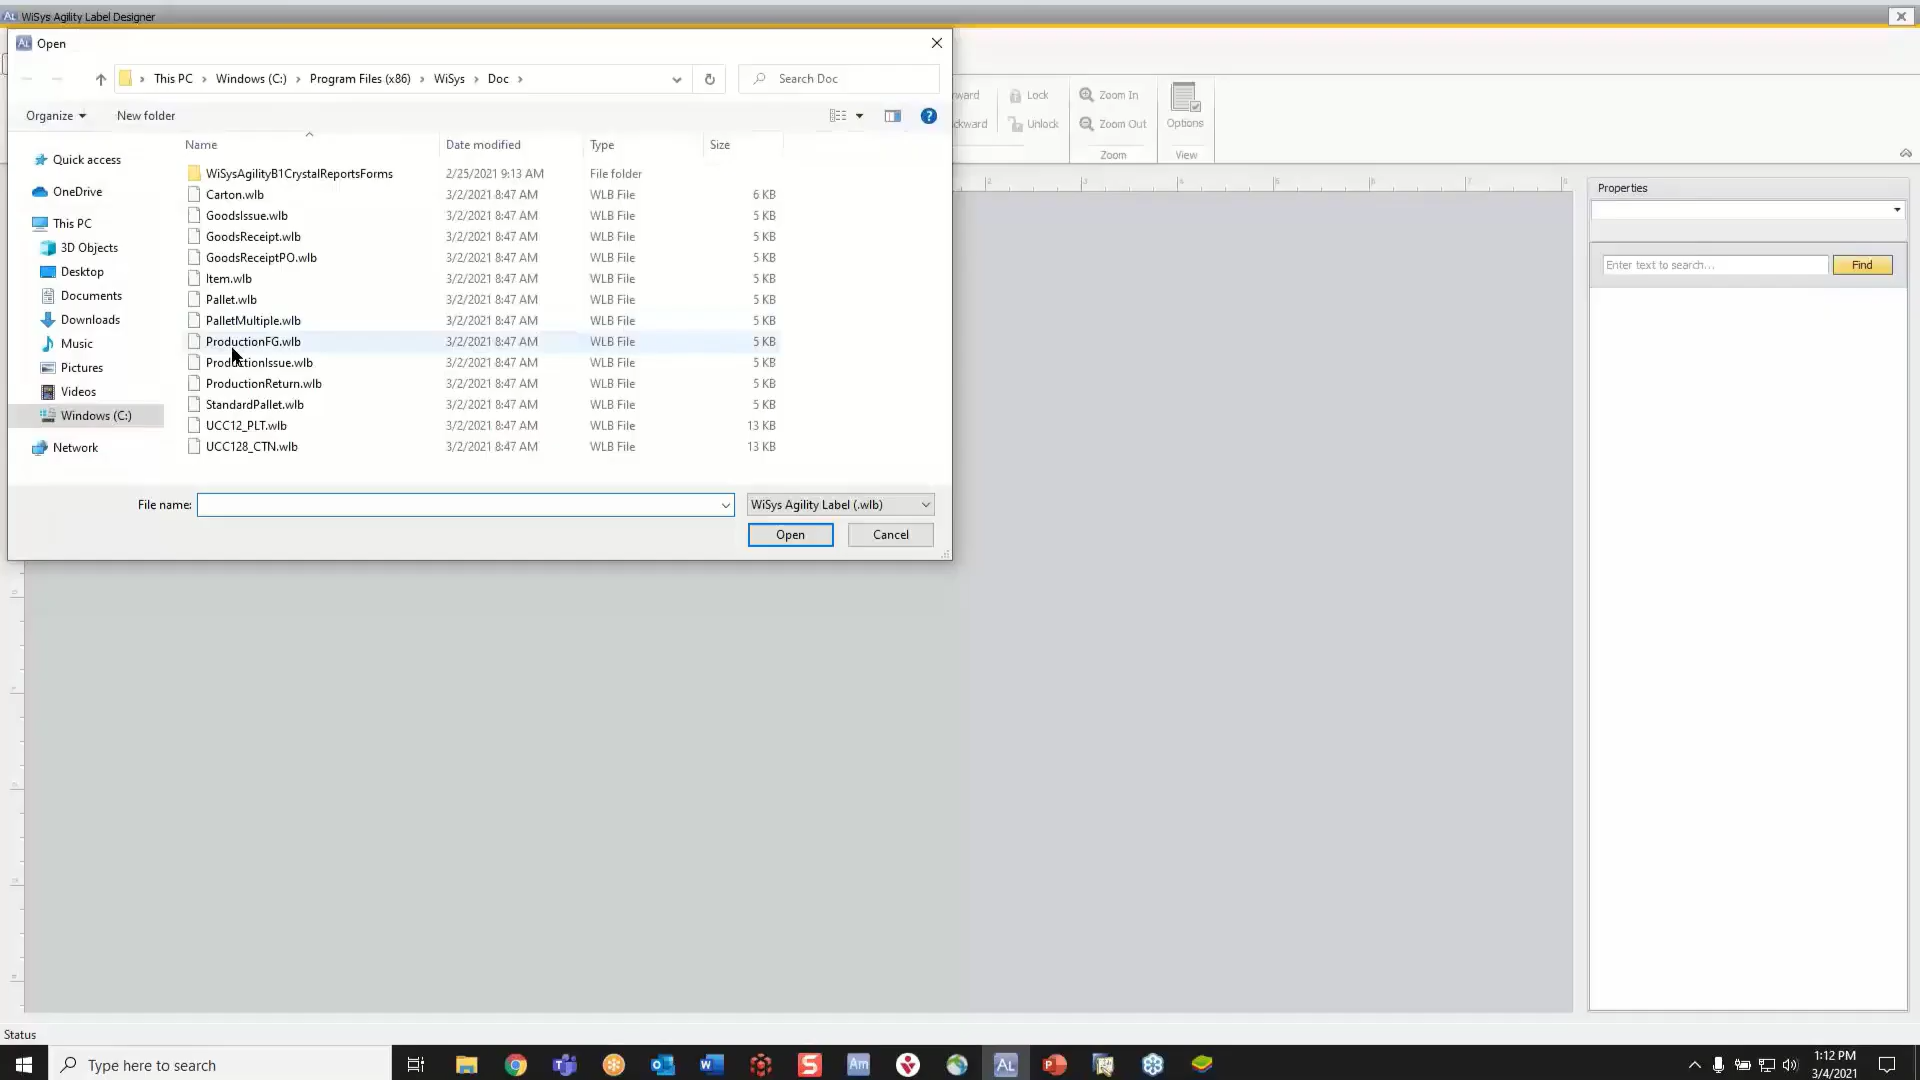 WiSys Agility Label Designer
Open
This PC > Windows (C:) > Program Files (x86) > WiSys > Doc >
Search Doc
Organize
New folder
Name
Date modified
Type
Size
Quick access
OneDrive
This PC
3D Objects
Desktop
Documents
Downloads
Music
Pictures
Videos
Windows (C:)
Network
WiSysAgilityB1CrystalReportsForms 2/25/2021 9:13 AM File folder
Carton.wlb 3/2/2021 8:47 AM WLB File 6 KB
GoodsIssue.wlb 3/2/2021 8:47 AM WLB File 5 KB
GoodsReceipt.wlb 3/2/2021 8:47 AM WLB File 5 KB
GoodsReceiptPO.wlb 3/2/2021 8:47 AM WLB File 5 KB
Item.wlb 3/2/2021 8:47 AM WLB File 5 KB
Pallet.wlb 3/2/2021 8:47 AM WLB File 5 KB
PalletMultiple.wlb 3/2/2021 8:47 AM WLB File 5 KB
ProductionFG.wlb 3/2/2021 8:47 AM WLB File 5 KB
ProductionIssue.wlb 3/2/2021 8:47 AM WLB File 5 KB
ProductionReturn.wlb 3/2/2021 8:47 AM WLB File 5 KB
StandardPallet.wlb 3/2/2021 8:47 AM WLB File 5 KB
UCC12_PLT.wlb 3/2/2021 8:47 AM WLB File 13 KB
UCC128_CTN.wlb 3/2/2021 8:47 AM WLB File 13 KB
File name:
WiSys Agility Label (.wlb)
Open
Cancel
ward
Lock
Zoom In
ckward
Unlock
Zoom Out
Options
Zoom
View
Properties
Enter text to search...
Find
Status
Type here to search
1:12 PM
3/4/2021